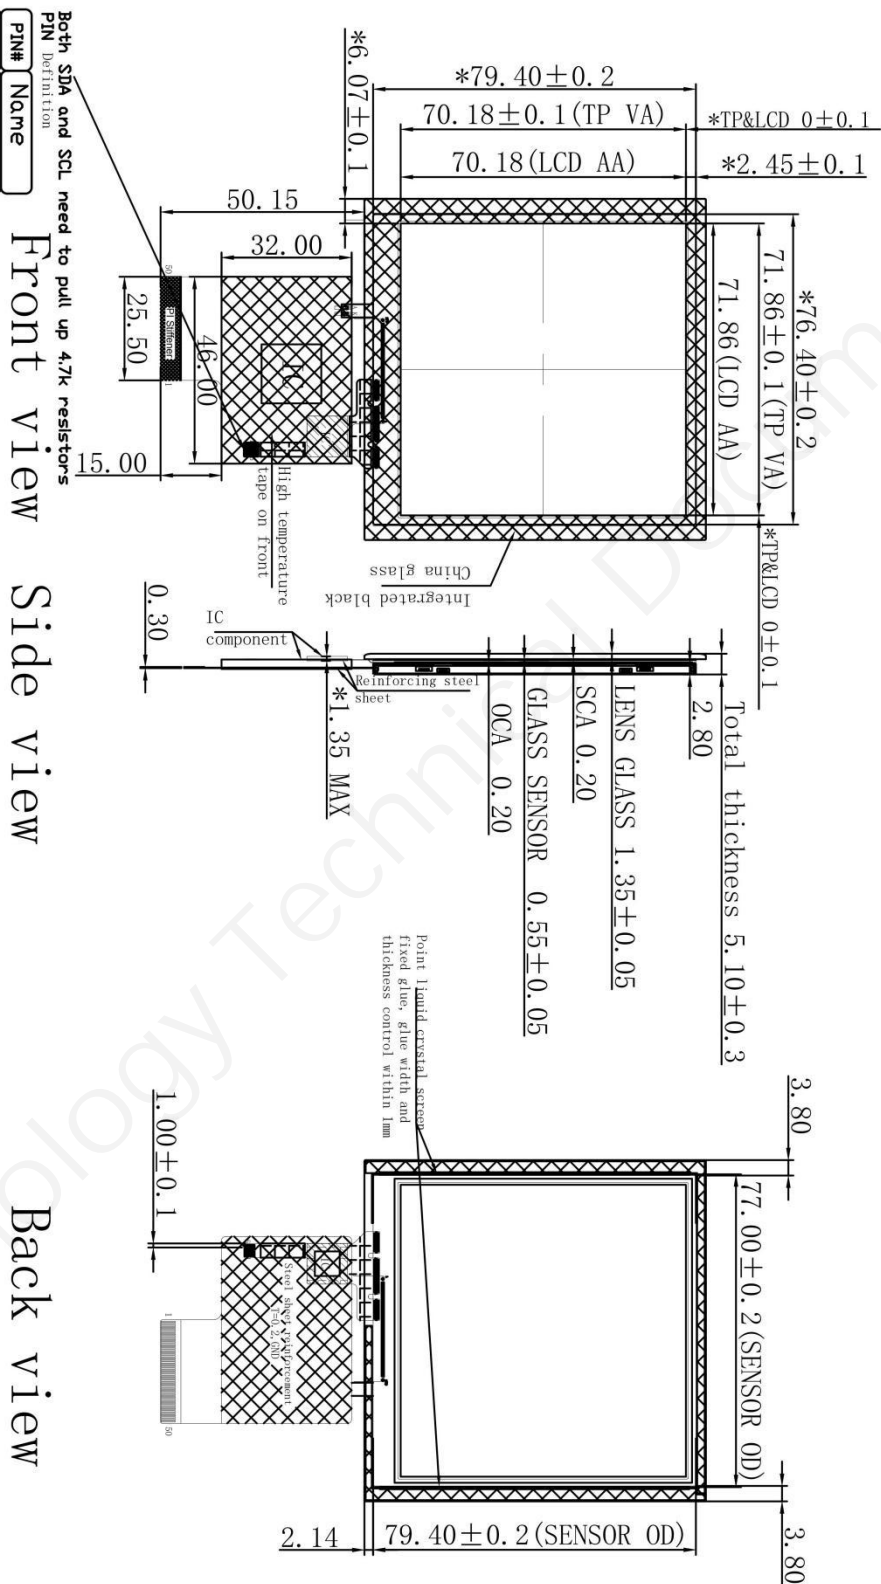 Both SDA and SCL need to pull up 4.7k resistors
PIN Definition
PIN# Name
Front view
*6.07±0.1
*79.40±0.2
70.18±0.1(TP VA)
70.18(LCD AA)
*TP&LCD 0±0.1
*2.45±0.1
50.15
32.00
50
PI Stiffener
1
25.50
46.00
IC
15.00
High temperature
tape on front
*76.40±0.2
71.86±0.1(TP VA)
71.86(LCD AA)
*TP&LCD 0±0.1
Integrated black
China glass
Side view
0.30
IC
component
Reinforcing steel
sheet
*1.35 MAX
OCA 0.20
GLASS SENSOR 0.55±0.05
SCA 0.20
LENS GLASS 1.35±0.05
2.80
Total thickness 5.10±0.3
Back view
Point liquid crystal screen
fixed glue, glue width and
thickness control within 1mm
3.80
77.00±0.2(SENSOR OD)
3.80
1.00±0.1
Steel sheet reinforcement
T=0.2,GND
1
50
2.14
79.40±0.2(SENSOR OD)
ology Technical Docum